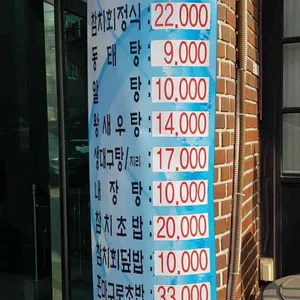 참치회정식 : 22,000
동태탕 : 9,000
알탕 : 10,000
왕새우탕 : 14,000
생대구탕/지리 : 17,000
내장탕 : 10,000
참치초밥 : 20,000
참치회덮밥 : 10,000
: 33,000